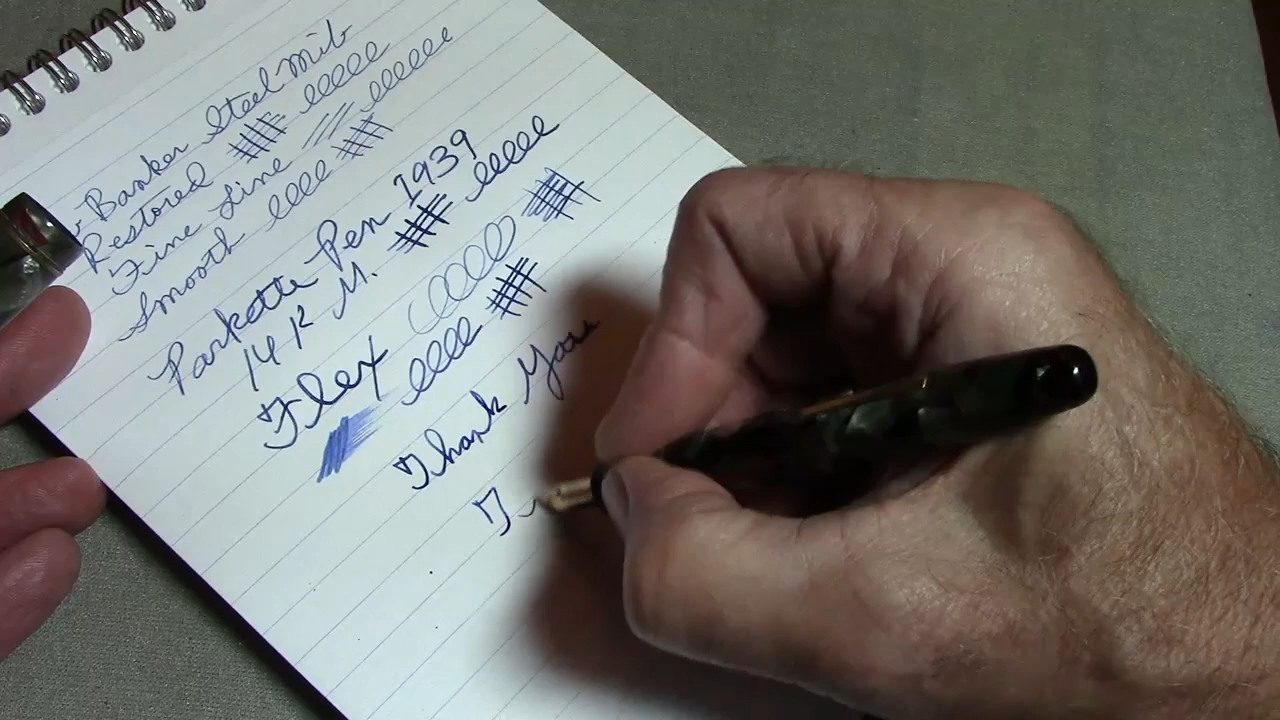 Banker Steel Nib
Restored
Fine Line
Smooth
Parkette Pen 1939
14 K M.
Flex
Thank You
T